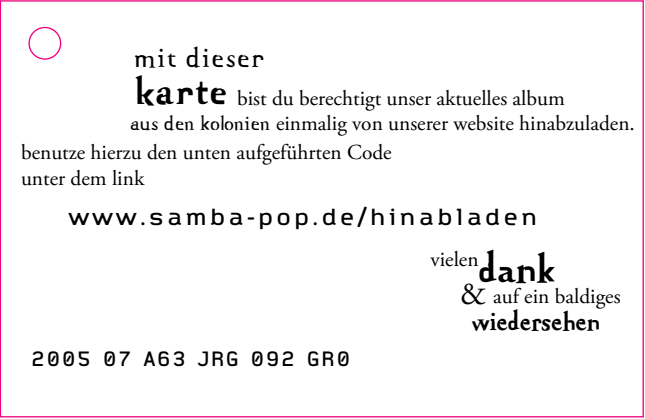 mit dieser
karte bist du berechtigt unser aktuelles album
aus den kolonien einmalig von unserer website hinabzuladen.
benutze hierzu den unten aufgeführten Code
unter dem link
www.samba-pop.de/hinabladen
vielen dank
& auf ein baldiges
wiedersehen
2005 07 A63 JRG 092 GR0